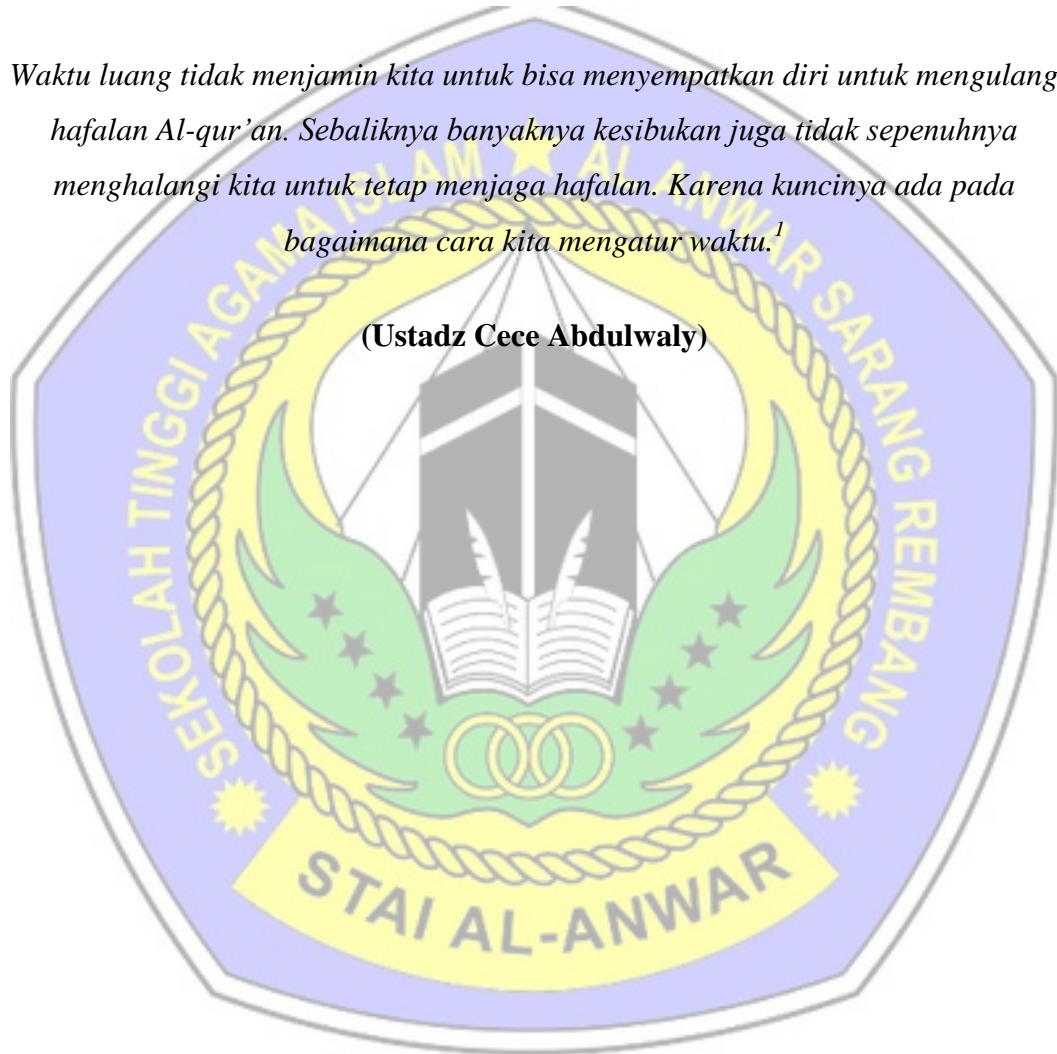 Waktu luang tidak menjamin kita untuk bisa menyempatkan diri untuk mengulang
hafalan Al-qur’an. Sebaliknya banyaknya kesibukan juga tidak sepenuhnya
menghalangi kita untuk tetap menjaga hafalan. Karena kuncinya ada pada
bagaimana cara kita mengatur waktu.¹
(Ustadz Cece Abdulwaly)
SEKOLAH TINGGI AGAMA ISLAM ★ AL ANWAR SARANG REMBANG
STAI AL-ANWAR